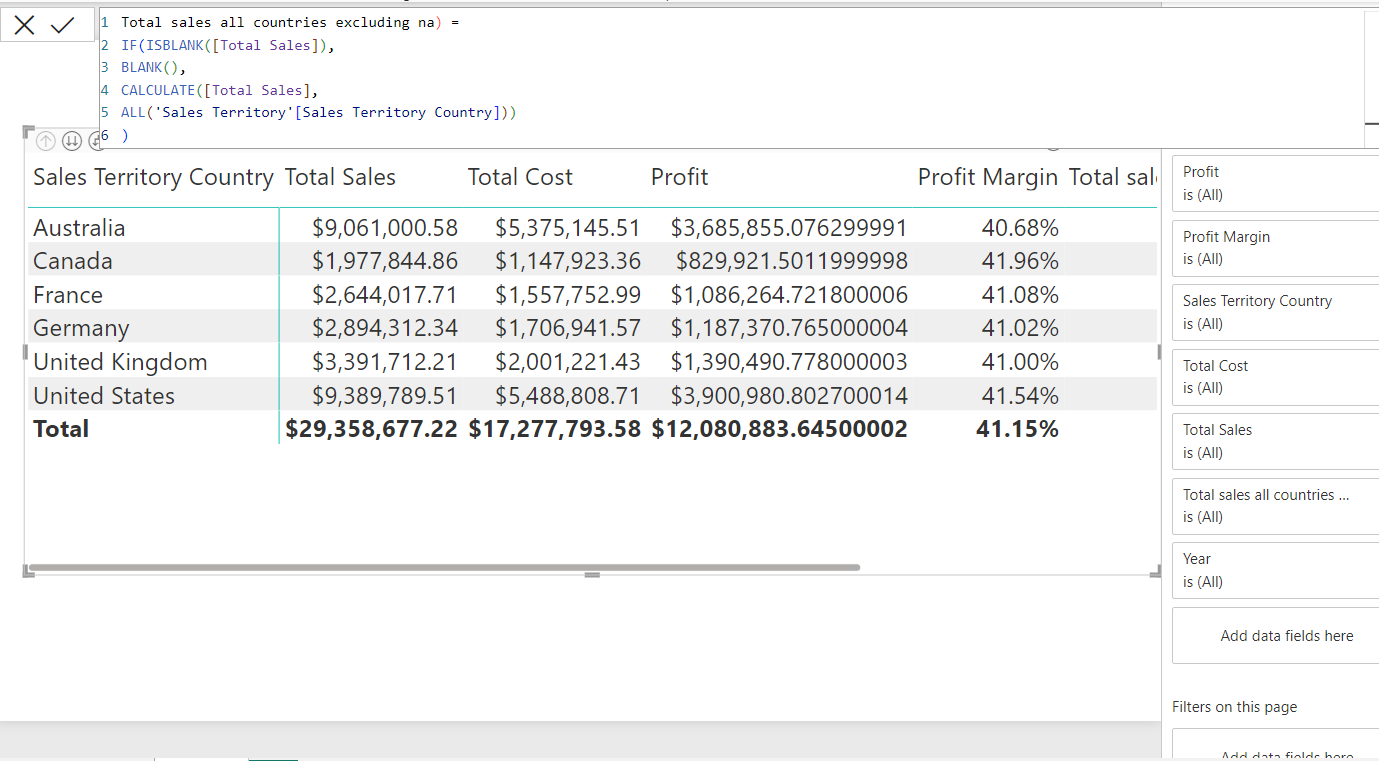 1 Total sales all countries excluding na) =
2 IF(ISBLANK([Total Sales]),
3 BLANK(),
4 CALCULATE([Total Sales],
5 ALL('Sales Territory'[Sales Territory Country]))
6 )
Sales Territory Country Total Sales Total Cost Profit Profit Margin Total sal
Australia $9,061,000.58 $5,375,145.51 $3,685,855.076299991 40.68%
Canada $1,977,844.86 $1,147,923.36 $829,921.5011999998 41.96%
France $2,644,017.71 $1,557,752.99 $1,086,264.721800006 41.08%
Germany $2,894,312.34 $1,706,941.57 $1,187,370.765000004 41.02%
United Kingdom $3,391,712.21 $2,001,221.43 $1,390,490.778000003 41.00%
United States $9,389,789.51 $5,488,808.71 $3,900,980.802700014 41.54%
Total $29,358,677.22 $17,277,793.58 $12,080,883.64500002 41.15%
Profit
is (All)
Profit Margin
is (All)
Sales Territory Country
is (All)
Total Cost
is (All)
Total Sales
is (All)
Total sales all countries ...
is (All)
Year
is (All)
Add data fields here
Filters on this page
Add data fields here